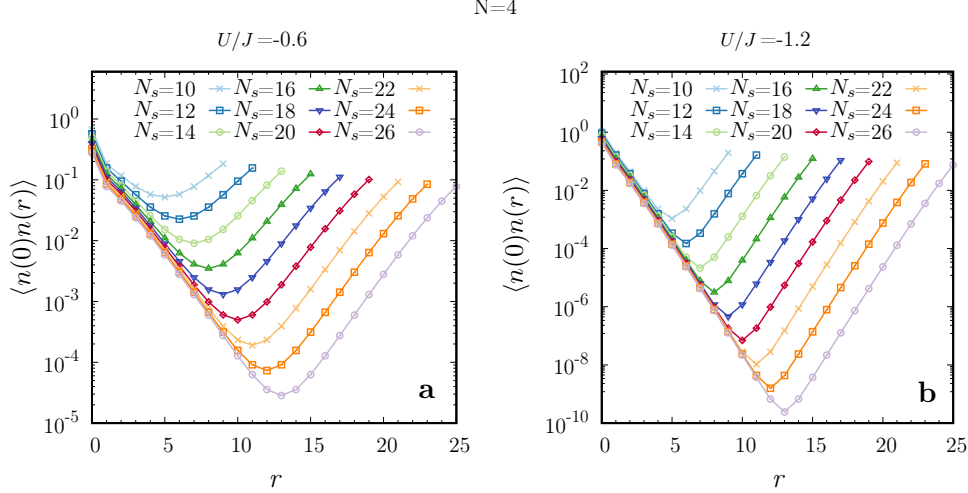 N=4
U/J=-0.6
N_s=10 N_s=16 N_s=22
N_s=12 N_s=18 N_s=24
N_s=14 N_s=20 N_s=26
10^0
10^-1
10^-2
10^-3
10^-4
10^-5
⟨n(0)n(r)⟩
0 5 10 15 20 25
r
a
U/J=-1.2
N_s=10 N_s=16 N_s=22
N_s=12 N_s=18 N_s=24
N_s=14 N_s=20 N_s=26
10^2
10^0
10^-2
10^-4
10^-6
10^-8
10^-10
⟨n(0)n(r)⟩
0 5 10 15 20 25
r
b